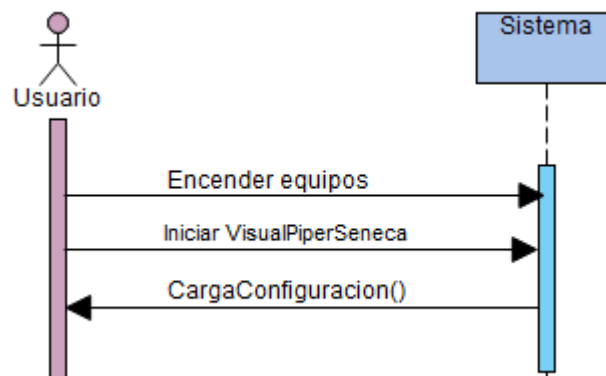 Sistema
Usuario
Encender equipos
Iniciar VisualPiperSeneca
CargaConfiguracion()